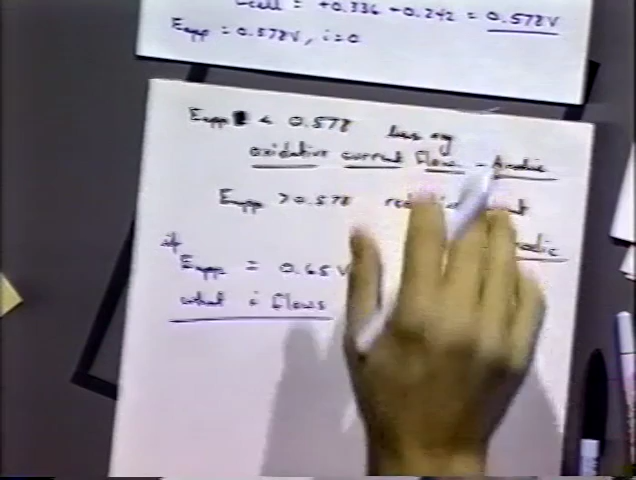 Ecell = +0.336 - 0.242 = 0.578V
Eapp = 0.578V, i=0
Eapp < 0.578
oxidative current flow - Anodic
Eapp > 0.578
if
Eapp = 0.65V
what i flows